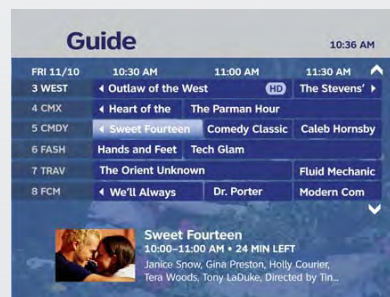 Guide
10:36 AM
FRI 11/10 10:30 AM 11:00 AM 11:30 AM
3 WEST Outlaw of the West HD The Stevens'
4 CMX Heart of the The Parman Hour
5 CMDY Sweet Fourteen Comedy Classic Caleb Hornsby
6 FASH Hands and Feet Tech Glam
7 TRAV The Orient Unknown Fluid Mechanic
8 FCM We'll Always Dr. Porter Modern Com
Sweet Fourteen
10:00–11:00 AM • 24 MIN LEFT
Janice Snow, Gina Preston, Holly Courier,
Tera Woods, Tony LaDuke, Directed by Tin...